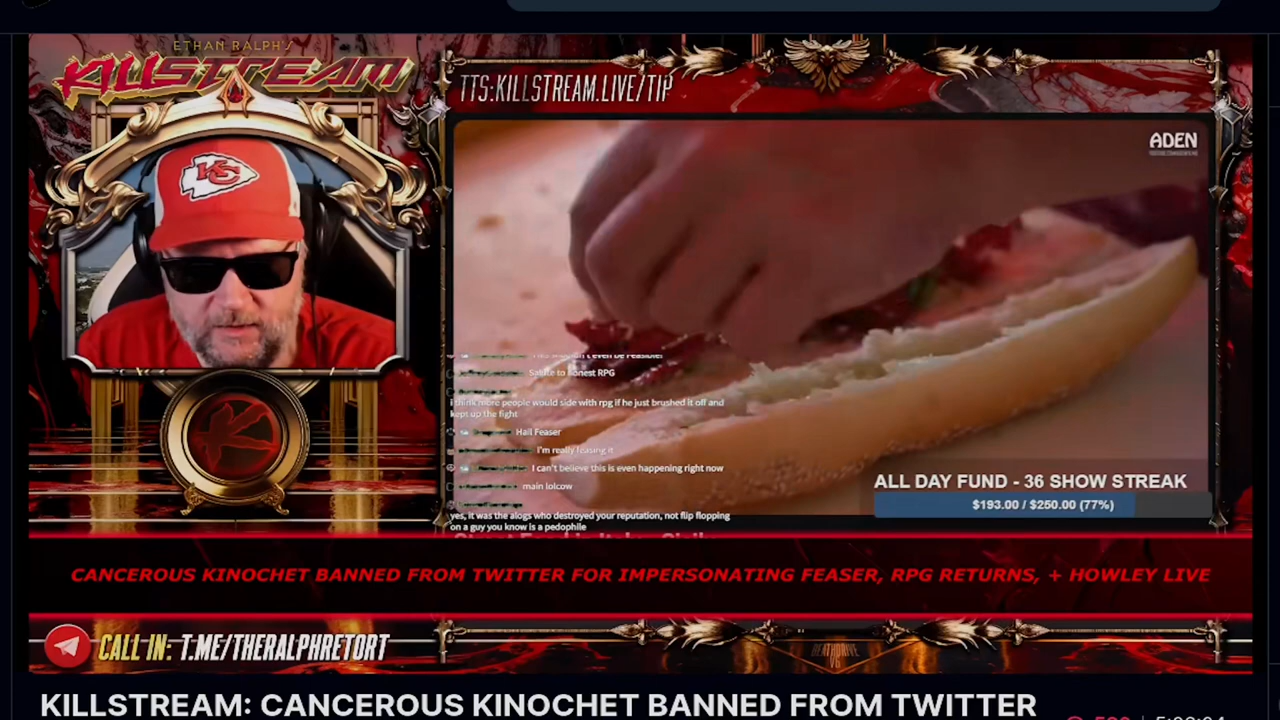 ETHAN RALPH'S
KILLSTREAM
TTS:KILLSTREAM.LIVE/TIP
KC
ADEN
Salute to honest RPG
i think more people would side with rpg if he just brushed it off and
kept up the fight
Hail Feaser
I'm really feasing it
I can't believe this is even happening right now
main lolcow
yes, it was the alogs who destroyed your reputation, not flip flopping
on a guy you know is a pedophile
ALL DAY FUND - 36 SHOW STREAK
$193.00 / $250.00 (77%)
CANCEROUS KINOCHET BANNED FROM TWITTER FOR IMPERSONATING FEASER, RPG RETURNS, + HOWLEY LIVE
CALL IN: T.ME/THERALPHRETORT
KILLSTREAM: CANCEROUS KINOCHET BANNED FROM TWITTER